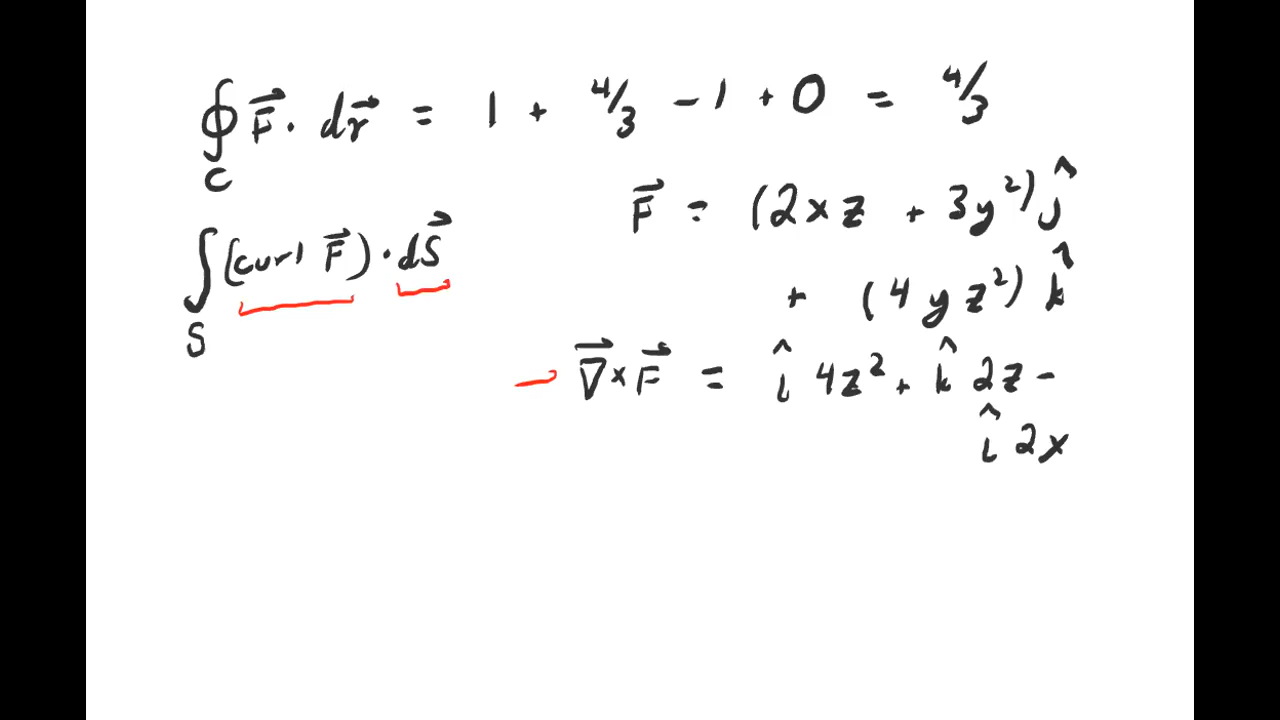 ∮_C F⃗ · dr⃗ = 1 + 4/3 - 1 + 0 = 4/3
F⃗ = (2xz + 3y²) ĵ
∫_S (curl F⃗) · dS⃗
+ (4yz²) k̂
∇⃗ × F⃗ = î 4z² + k̂ 2z -
î 2x